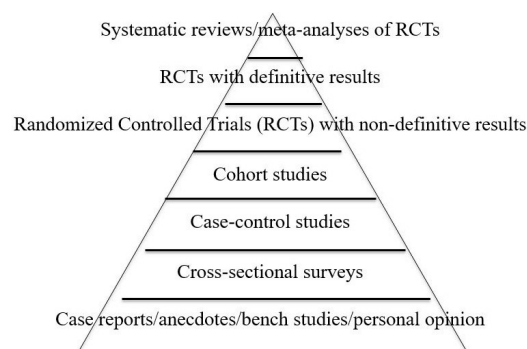 Systematic reviews/meta-analyses of RCTs
RCTs with definitive results
Randomized Controlled Trials (RCTs) with non-definitive results
Cohort studies
Case-control studies
Cross-sectional surveys
Case reports/anecdotes/bench studies/personal opinion